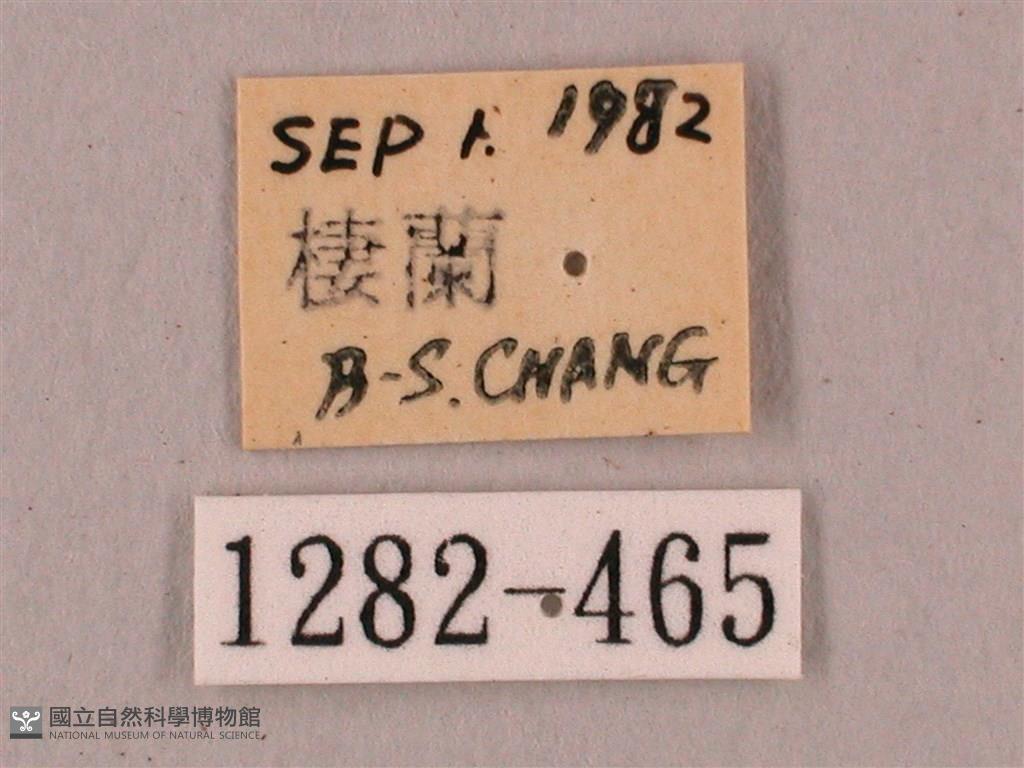 SEP 1. 1982
棲蘭
B-S.CHANG
1282-465
國立自然科學博物館
NATIONAL MUSEUM OF NATURAL SCIENCE